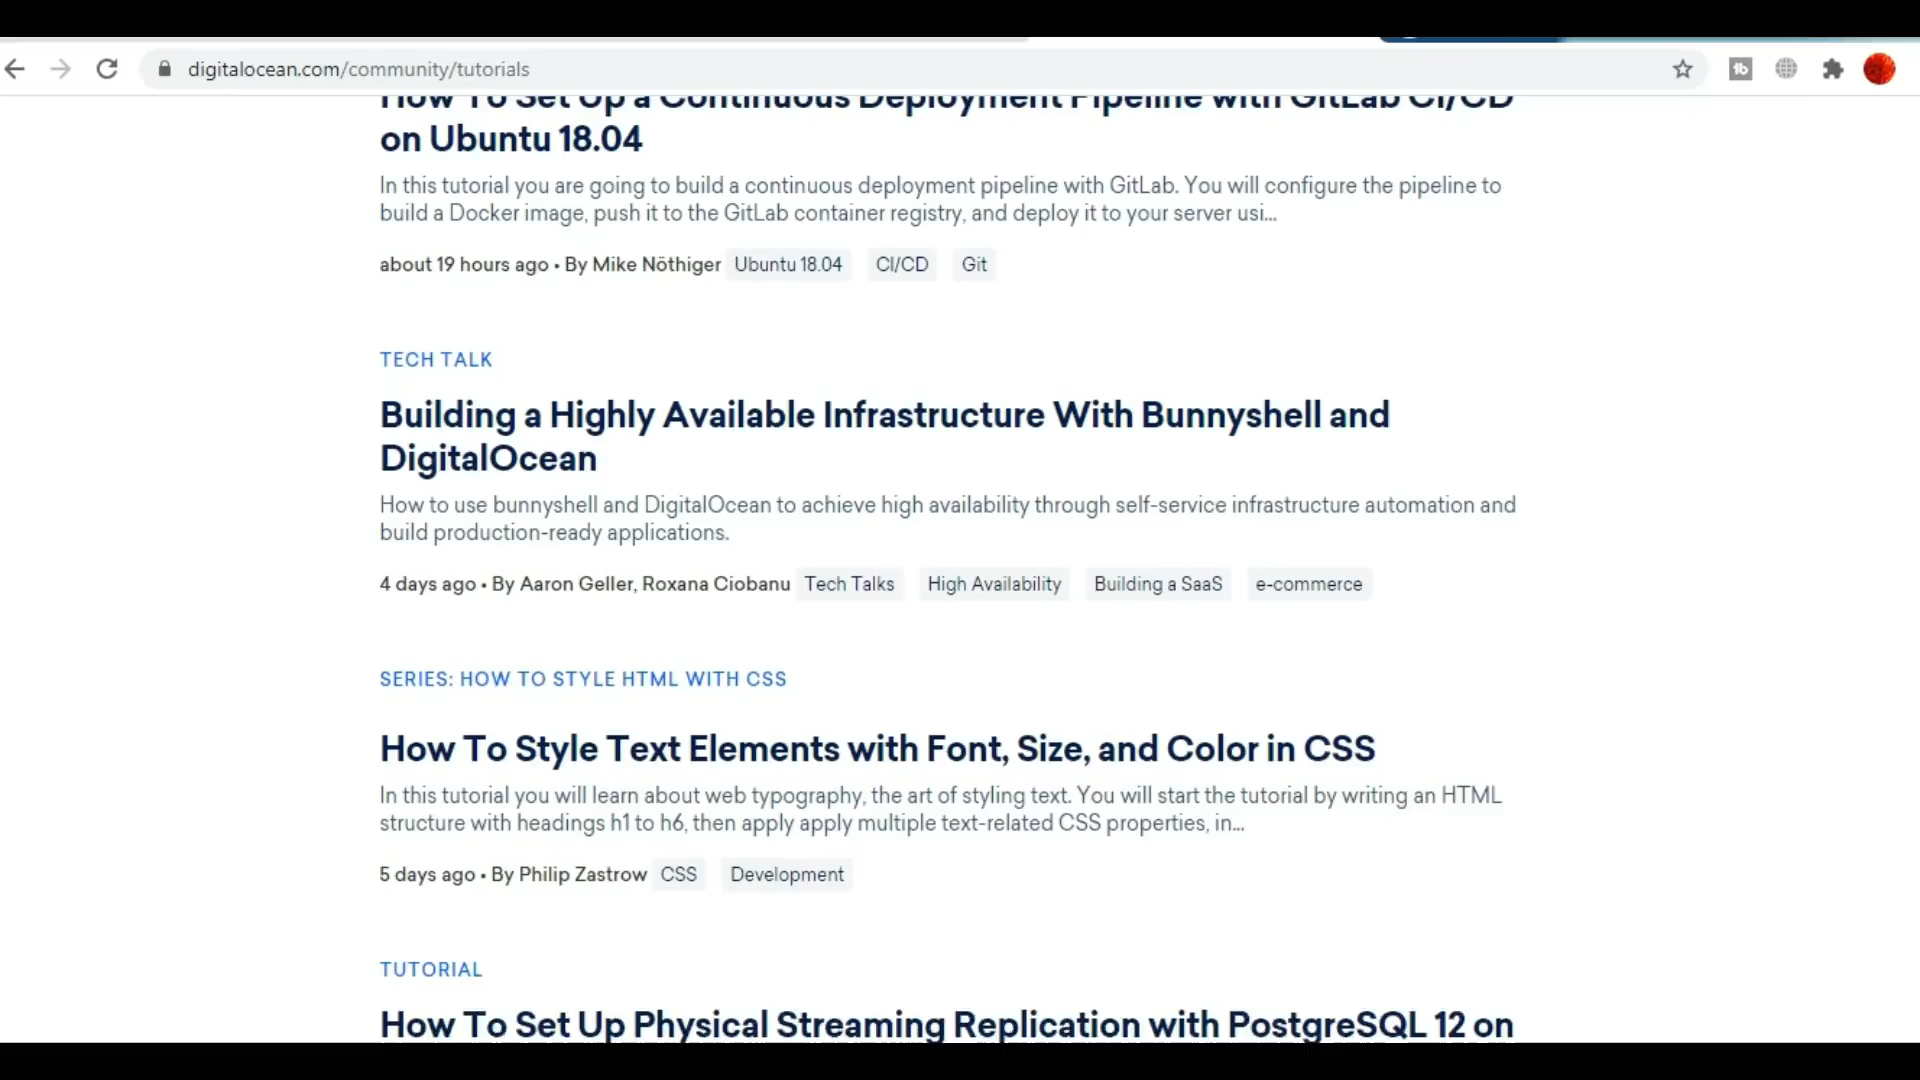 digitalocean.com/community/tutorials
How To Set Up a Continuous Deployment Pipeline with GitLab CI/CD
on Ubuntu 18.04
In this tutorial you are going to build a continuous deployment pipeline with GitLab. You will configure the pipeline to
build a Docker image, push it to the GitLab container registry, and deploy it to your server usi...
about 19 hours ago • By Mike Nöthiger Ubuntu 18.04 CI/CD Git
TECH TALK
Building a Highly Available Infrastructure With Bunnyshell and
DigitalOcean
How to use bunnyshell and DigitalOcean to achieve high availability through self-service infrastructure automation and
build production-ready applications.
4 days ago • By Aaron Geller, Roxana Ciobanu Tech Talks High Availability Building a SaaS e-commerce
SERIES: HOW TO STYLE HTML WITH CSS
How To Style Text Elements with Font, Size, and Color in CSS
In this tutorial you will learn about web typography, the art of styling text. You will start the tutorial by writing an HTML
structure with headings h1 to h6, then apply apply multiple text-related CSS properties, in...
5 days ago • By Philip Zastrow CSS Development
TUTORIAL
How To Set Up Physical Streaming Replication with PostgreSQL 12 on